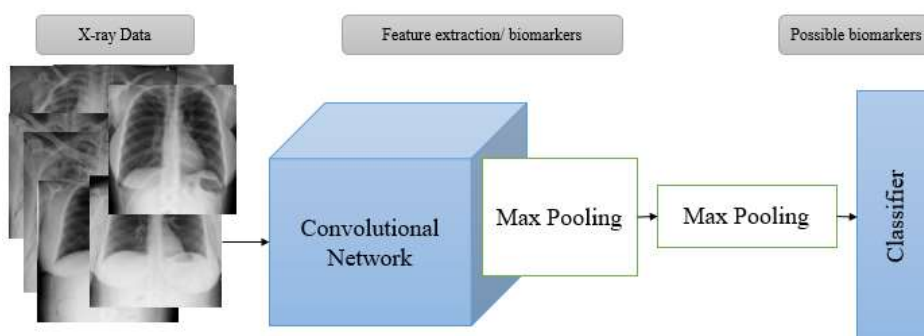 X-ray Data
Feature extraction/ biomarkers
Possible biomarkers
Convolutional
Network
Max Pooling
Max Pooling
Classifier